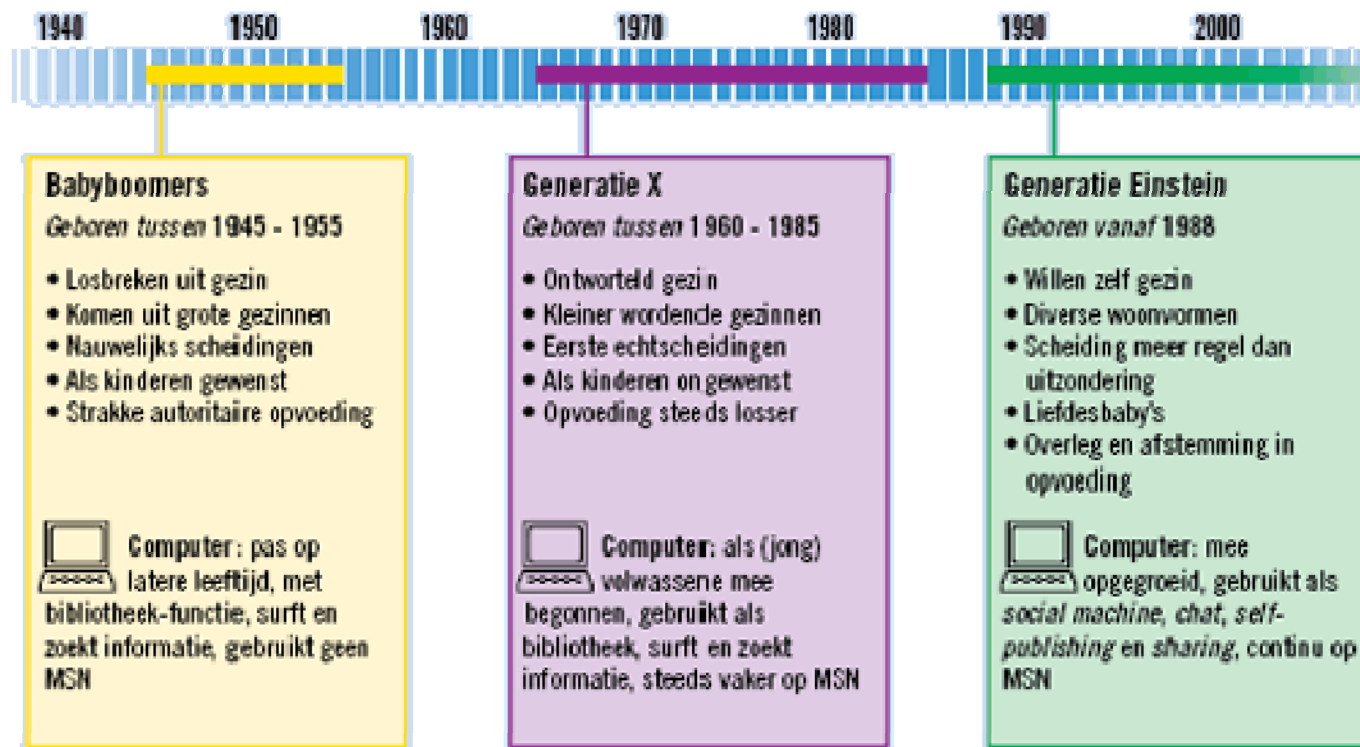 1940 1950 1960 1970 1980 1990 2000
Babyboomers
Geboren tussen 1945 - 1955
• Losbreken uit gezin
• Komen uit grote gezinnen
• Nauwelijks scheidingen
• Als kinderen gewenst
• Strakke autoritaire opvoeding
Computer: pas op
latere leeftijd, met
bibliotheek-functie, surft en
zoekt informatie, gebruikt geen
MSN
Generatie X
Geboren tussen 1960 - 1985
• Ontworteld gezin
• Kleiner wordende gezinnen
• Eerste echtscheidingen
• Als kinderen ongewenst
• Opvoeding steeds losser
Computer: als (jong)
volwassene mee
begonnen, gebruikt als
bibliotheek, surft en zoekt
informatie, steeds vaker op MSN
Generatie Einstein
Geboren vanaf 1988
• Willen zelf gezin
• Diverse woonvormen
• Scheiding meer regel dan
uitzondering
• Liefdesbaby's
• Overleg en afstemming in
opvoeding
Computer: mee
opgegroeid, gebruikt als
social machine, chat, self-
publishing en sharing, continu op
MSN